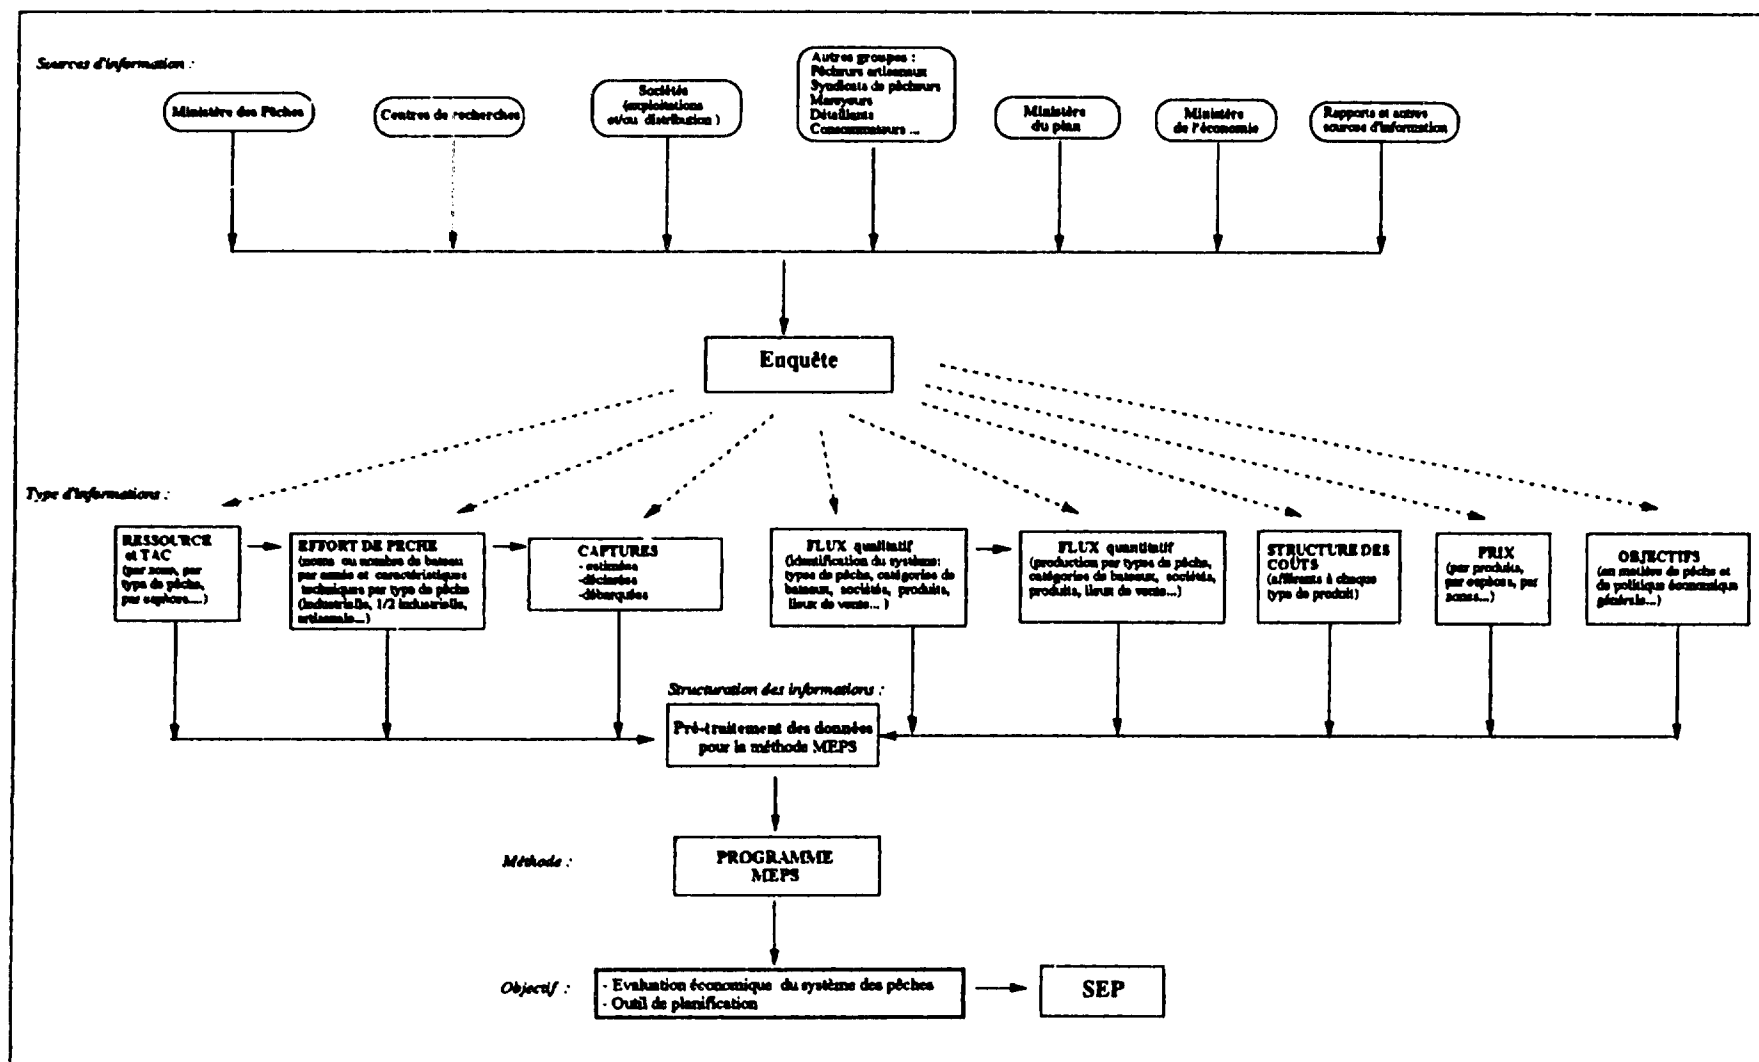 Sources d'information :
Ministère des Pêches
Centres de recherches
Sociétés
(exploitations
et/ou distribution )
Autres groupes :
Pêcheurs artisanaux
Syndicats de pêcheurs
Mareyeurs
Détaillants
Consommateurs ...
Ministère
du plan
Ministère
de l'économie
Rapports et autres
sources d'information
Enquête
Type d'informations :
RESSOURCE
et TAC
(par zone, par
type de pêche,
par espèce....)
EFFORT DE PECHE
(noms ou nombre de bateau
par année et caractéristiques
techniques par type de pêche
(industrielle, 1/2 industrielle,
artisanale...)
CAPTURES
- estimées
-déclarées
-débarquées
FLUX qualitatif
(identification du système:
types de pêche, catégories de
bateaux, sociétés, produits,
lieux de vente... )
FLUX quantitatif
(production par types de pêche,
catégories de bateaux, sociétés,
produits, lieux de vente...)
STRUCTURE DES
COÛTS
(afférents à chaque
type de produit)
PRIX
(par produits,
par espèces, par
zones...)
OBJECTIFS
(en matière de pêche et
de politique économique
générale...)
Structuration des informations :
Pré-traitement des données
pour la méthode MEPS
Méthode :
PROGRAMME
MEPS
Objectif :
- Evaluation économique du système des pêches
- Outil de planification
SEP